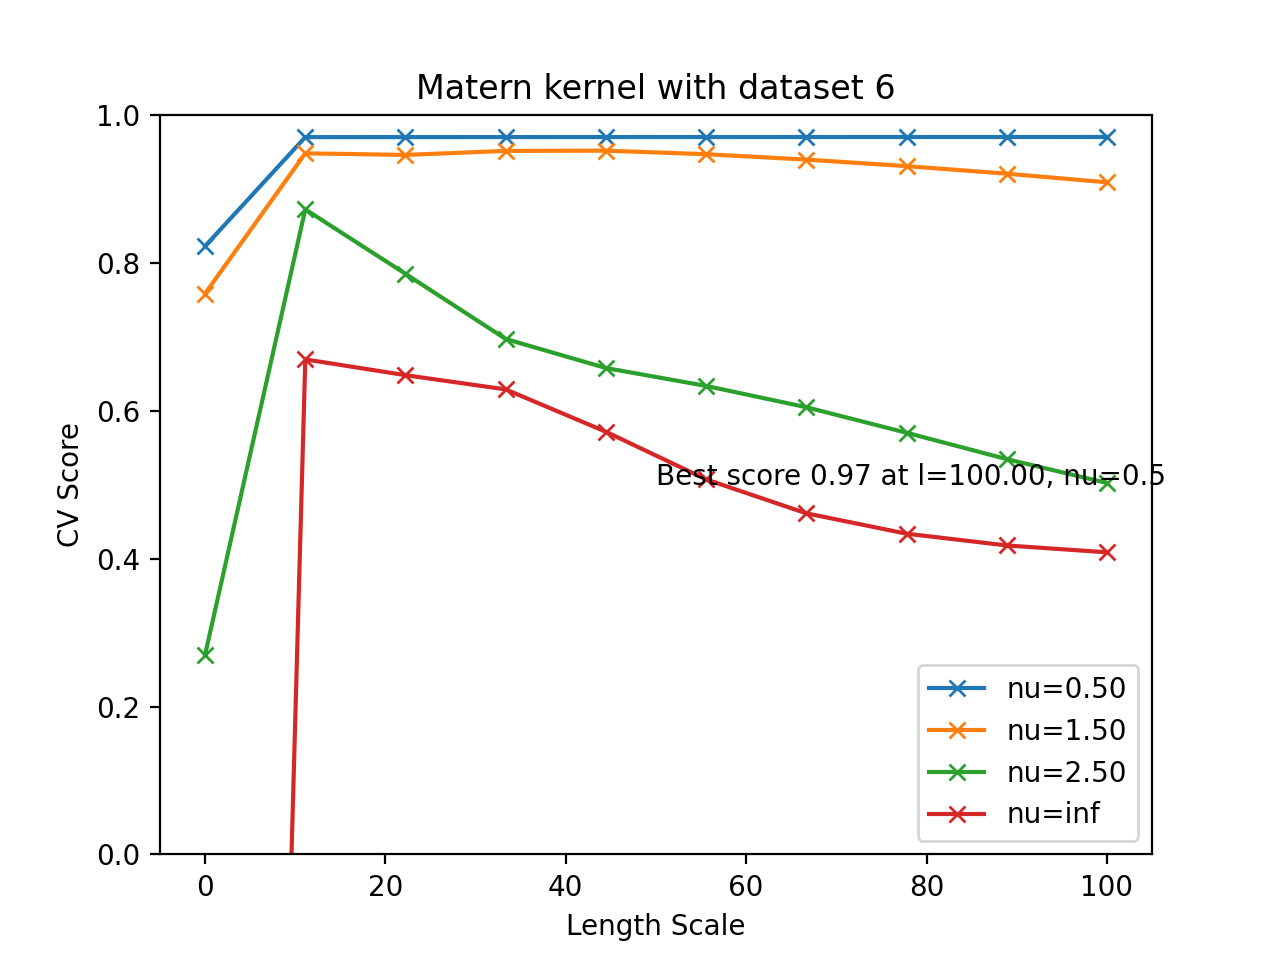 Matern kernel with dataset 6
1.0
0.8
0.6
0.4
0.2
0.0
CV Score
Best score 0.97 at l=100.00, nu=0.5
nu=0.50
nu=1.50
nu=2.50
nu=inf
0 20 40 60 80 100
Length Scale